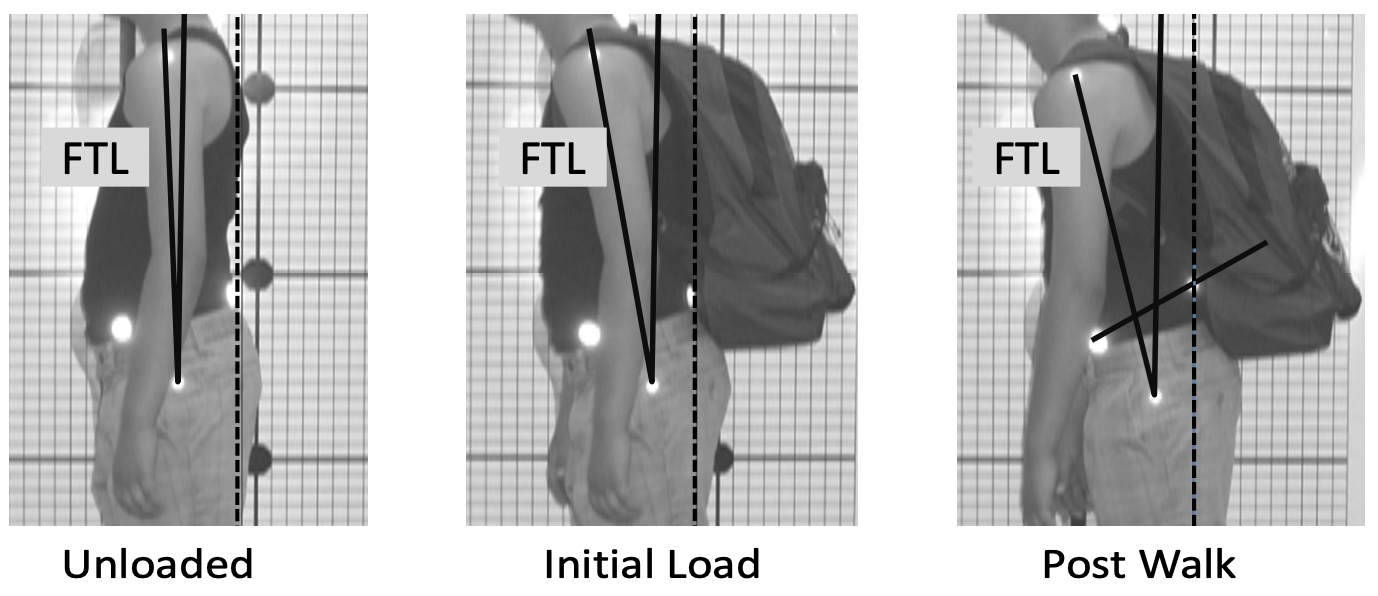 FTL
FTL
FTL
Unloaded
Initial Load
Post Walk